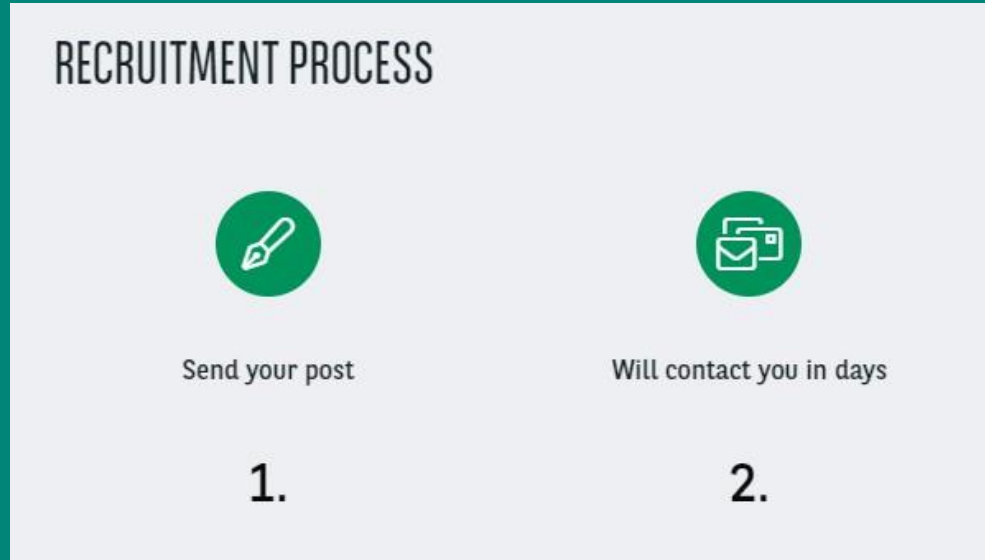 RECRUITMENT PROCESS
Send your post
Will contact you in days
1.
2.